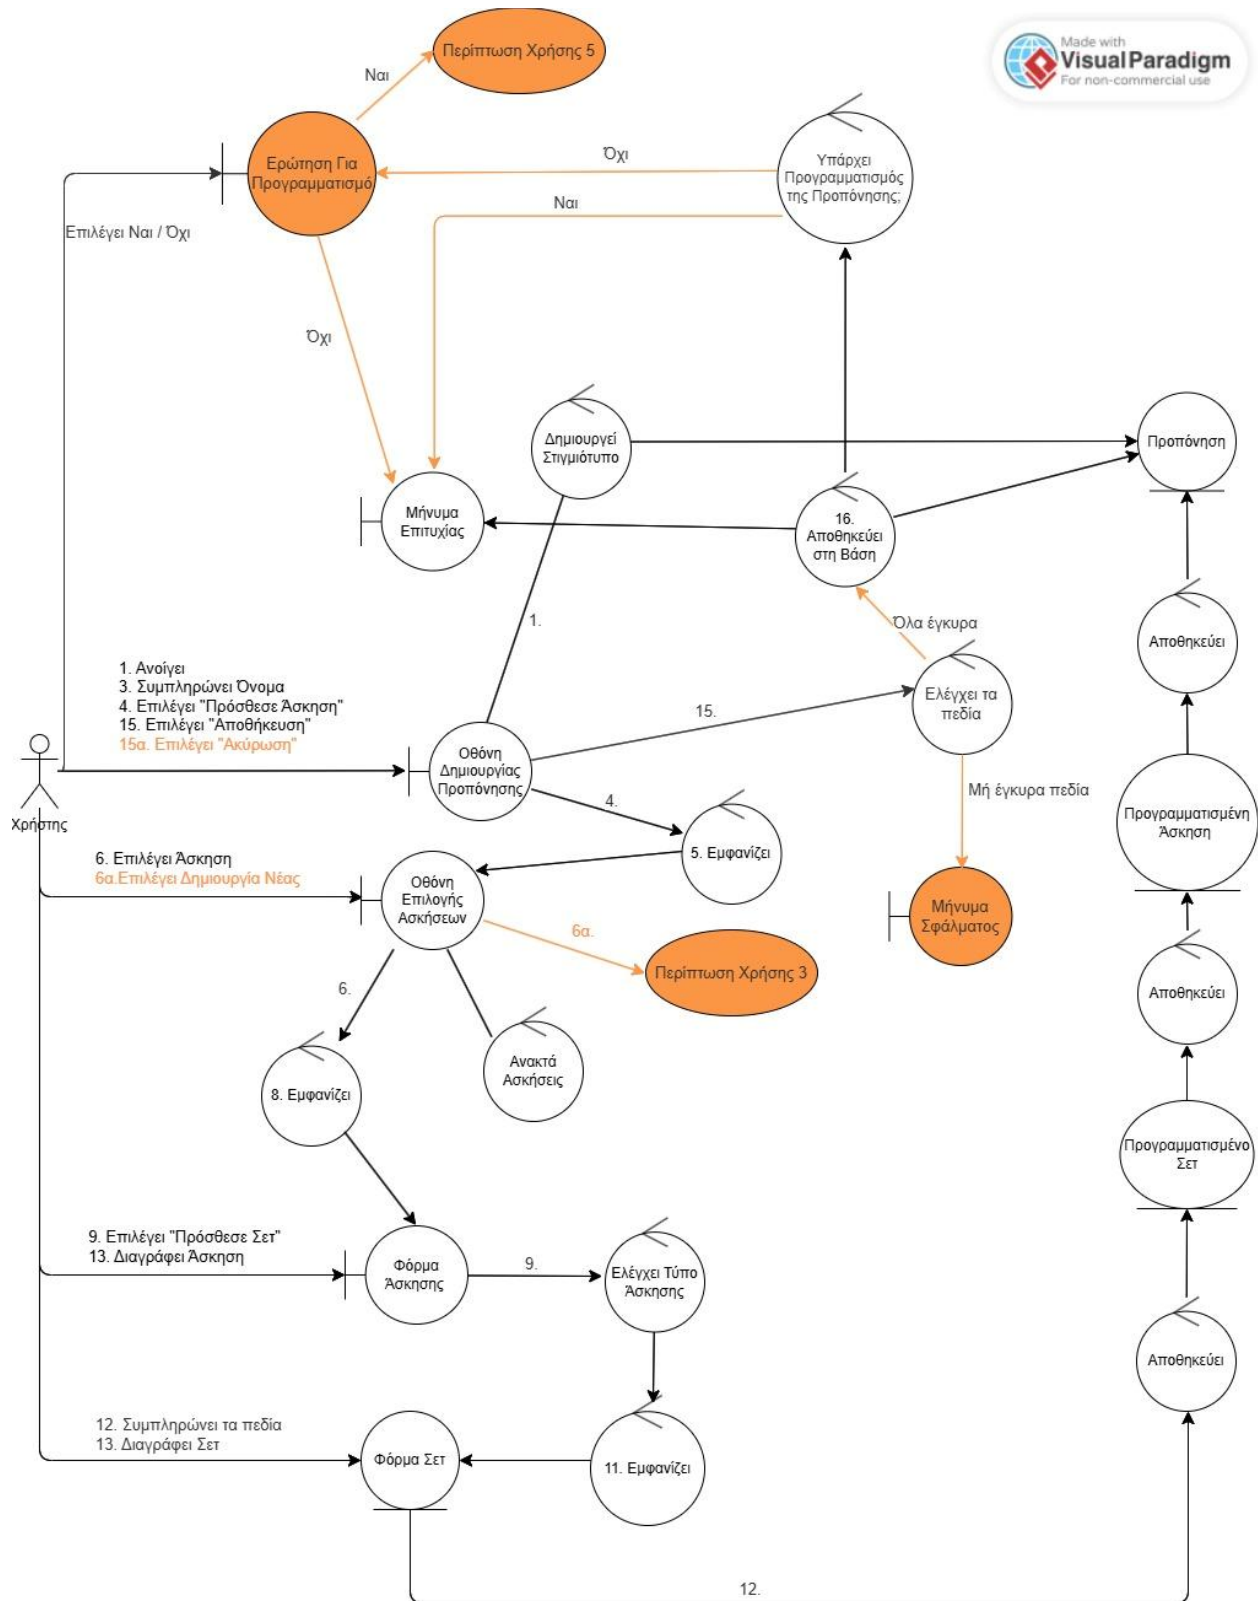 Made with
Visual Paradigm
For non-commercial use
Περίπτωση Χρήσης 5
Ναι
Ερώτηση Για
Προγραμματισμό
Όχι
Υπάρχει
Προγραμματισμός
της Προπόνησης;
Ναι
Επιλέγει Ναι / Όχι
Όχι
Δημιουργεί
Στιγμιότυπο
Προπόνηση
Μήνυμα
Επιτυχίας
16.
Αποθηκεύει
στη Βάση
1.
Όλα έγκυρα
Αποθηκεύει
1. Ανοίγει
3. Συμπληρώνει Όνομα
4. Επιλέγει "Πρόσθεσε Άσκηση"
15. Επιλέγει "Αποθήκευση"
15α. Επιλέγει "Ακύρωση"
15.
Ελέγχει τα
πεδία
Οθόνη
Δημιουργίας
Προπόνησης
4.
Μή έγκυρα πεδία
Προγραμματισμένη
Άσκηση
Χρήστης
5. Εμφανίζει
6. Επιλέγει Άσκηση
6α.Επιλέγει Δημιουργία Νέας
Οθόνη
Επιλογής
Ασκήσεων
Μήνυμα
Σφάλματος
6α.
Περίπτωση Χρήσης 3
6.
Αποθηκεύει
Ανακτά
Ασκήσεις
8. Εμφανίζει
Προγραμματισμένο
Σετ
9. Επιλέγει "Πρόσθεσε Σετ"
13. Διαγράφει Άσκηση
Φόρμα
Άσκησης
9.
Ελέγχει Τύπο
Άσκησης
Αποθηκεύει
12. Συμπληρώνει τα πεδία
13. Διαγράφει Σετ
Φόρμα Σετ
11. Εμφανίζει
12.